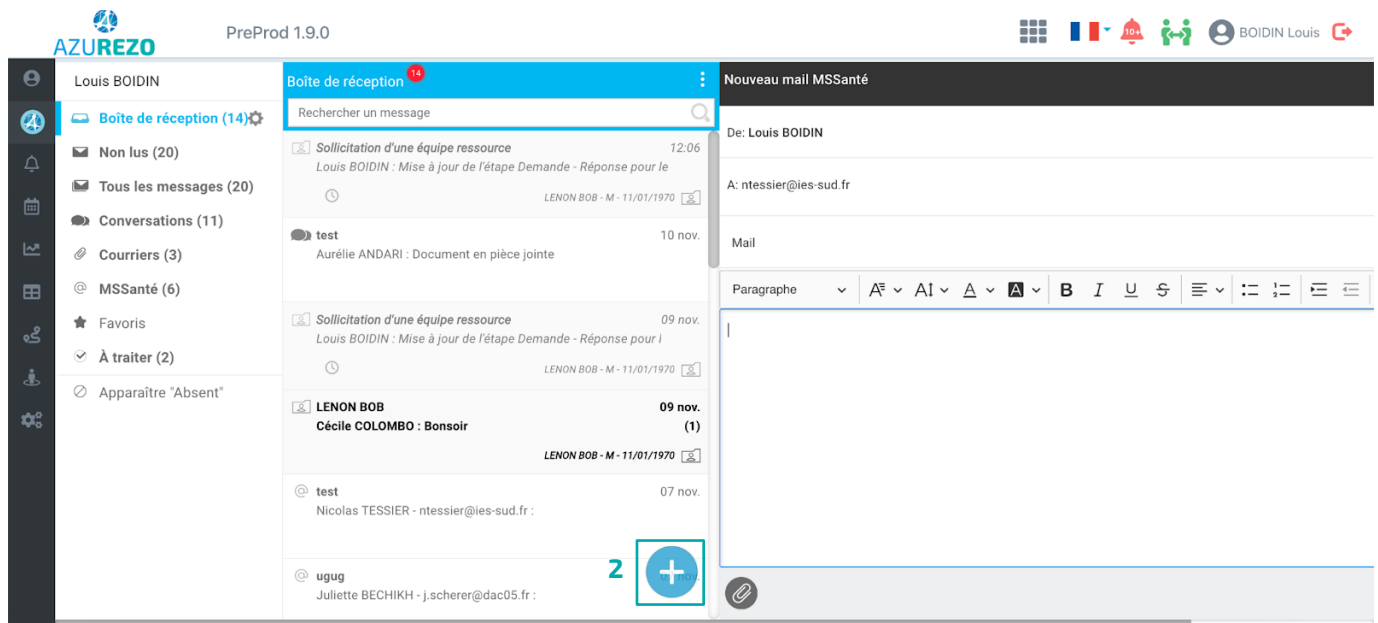 AZUREZO
PreProd 1.9.0
10+
BOIDIN Louis
Louis BOIDIN
Boîte de réception (14)
Non lus (20)
Tous les messages (20)
Conversations (11)
Courriers (3)
@ MSSanté (6)
Favoris
À traiter (2)
Apparaître "Absent"
Boîte de réception 14
Rechercher un message
Sollicitation d'une équipe ressource 12:06
Louis BOIDIN : Mise à jour de l'étape Demande - Réponse pour le
LENON BOB - M - 11/01/1970
test 10 nov.
Aurélie ANDARI : Document en pièce jointe
Sollicitation d'une équipe ressource 09 nov.
Louis BOIDIN : Mise à jour de l'étape Demande - Réponse pour l
LENON BOB - M - 11/01/1970
LENON BOB 09 nov.
Cécile COLOMBO : Bonsoir (1)
LENON BOB - M - 11/01/1970
@ test 07 nov.
Nicolas TESSIER - ntessier@ies-sud.fr :
2
@ ugug nov.
Juliette BECHIKH - j.scherer@dac05.fr :
Nouveau mail MSSanté
De: Louis BOIDIN
A: ntessier@ies-sud.fr
Mail
Paragraphe A AI A A B I U S